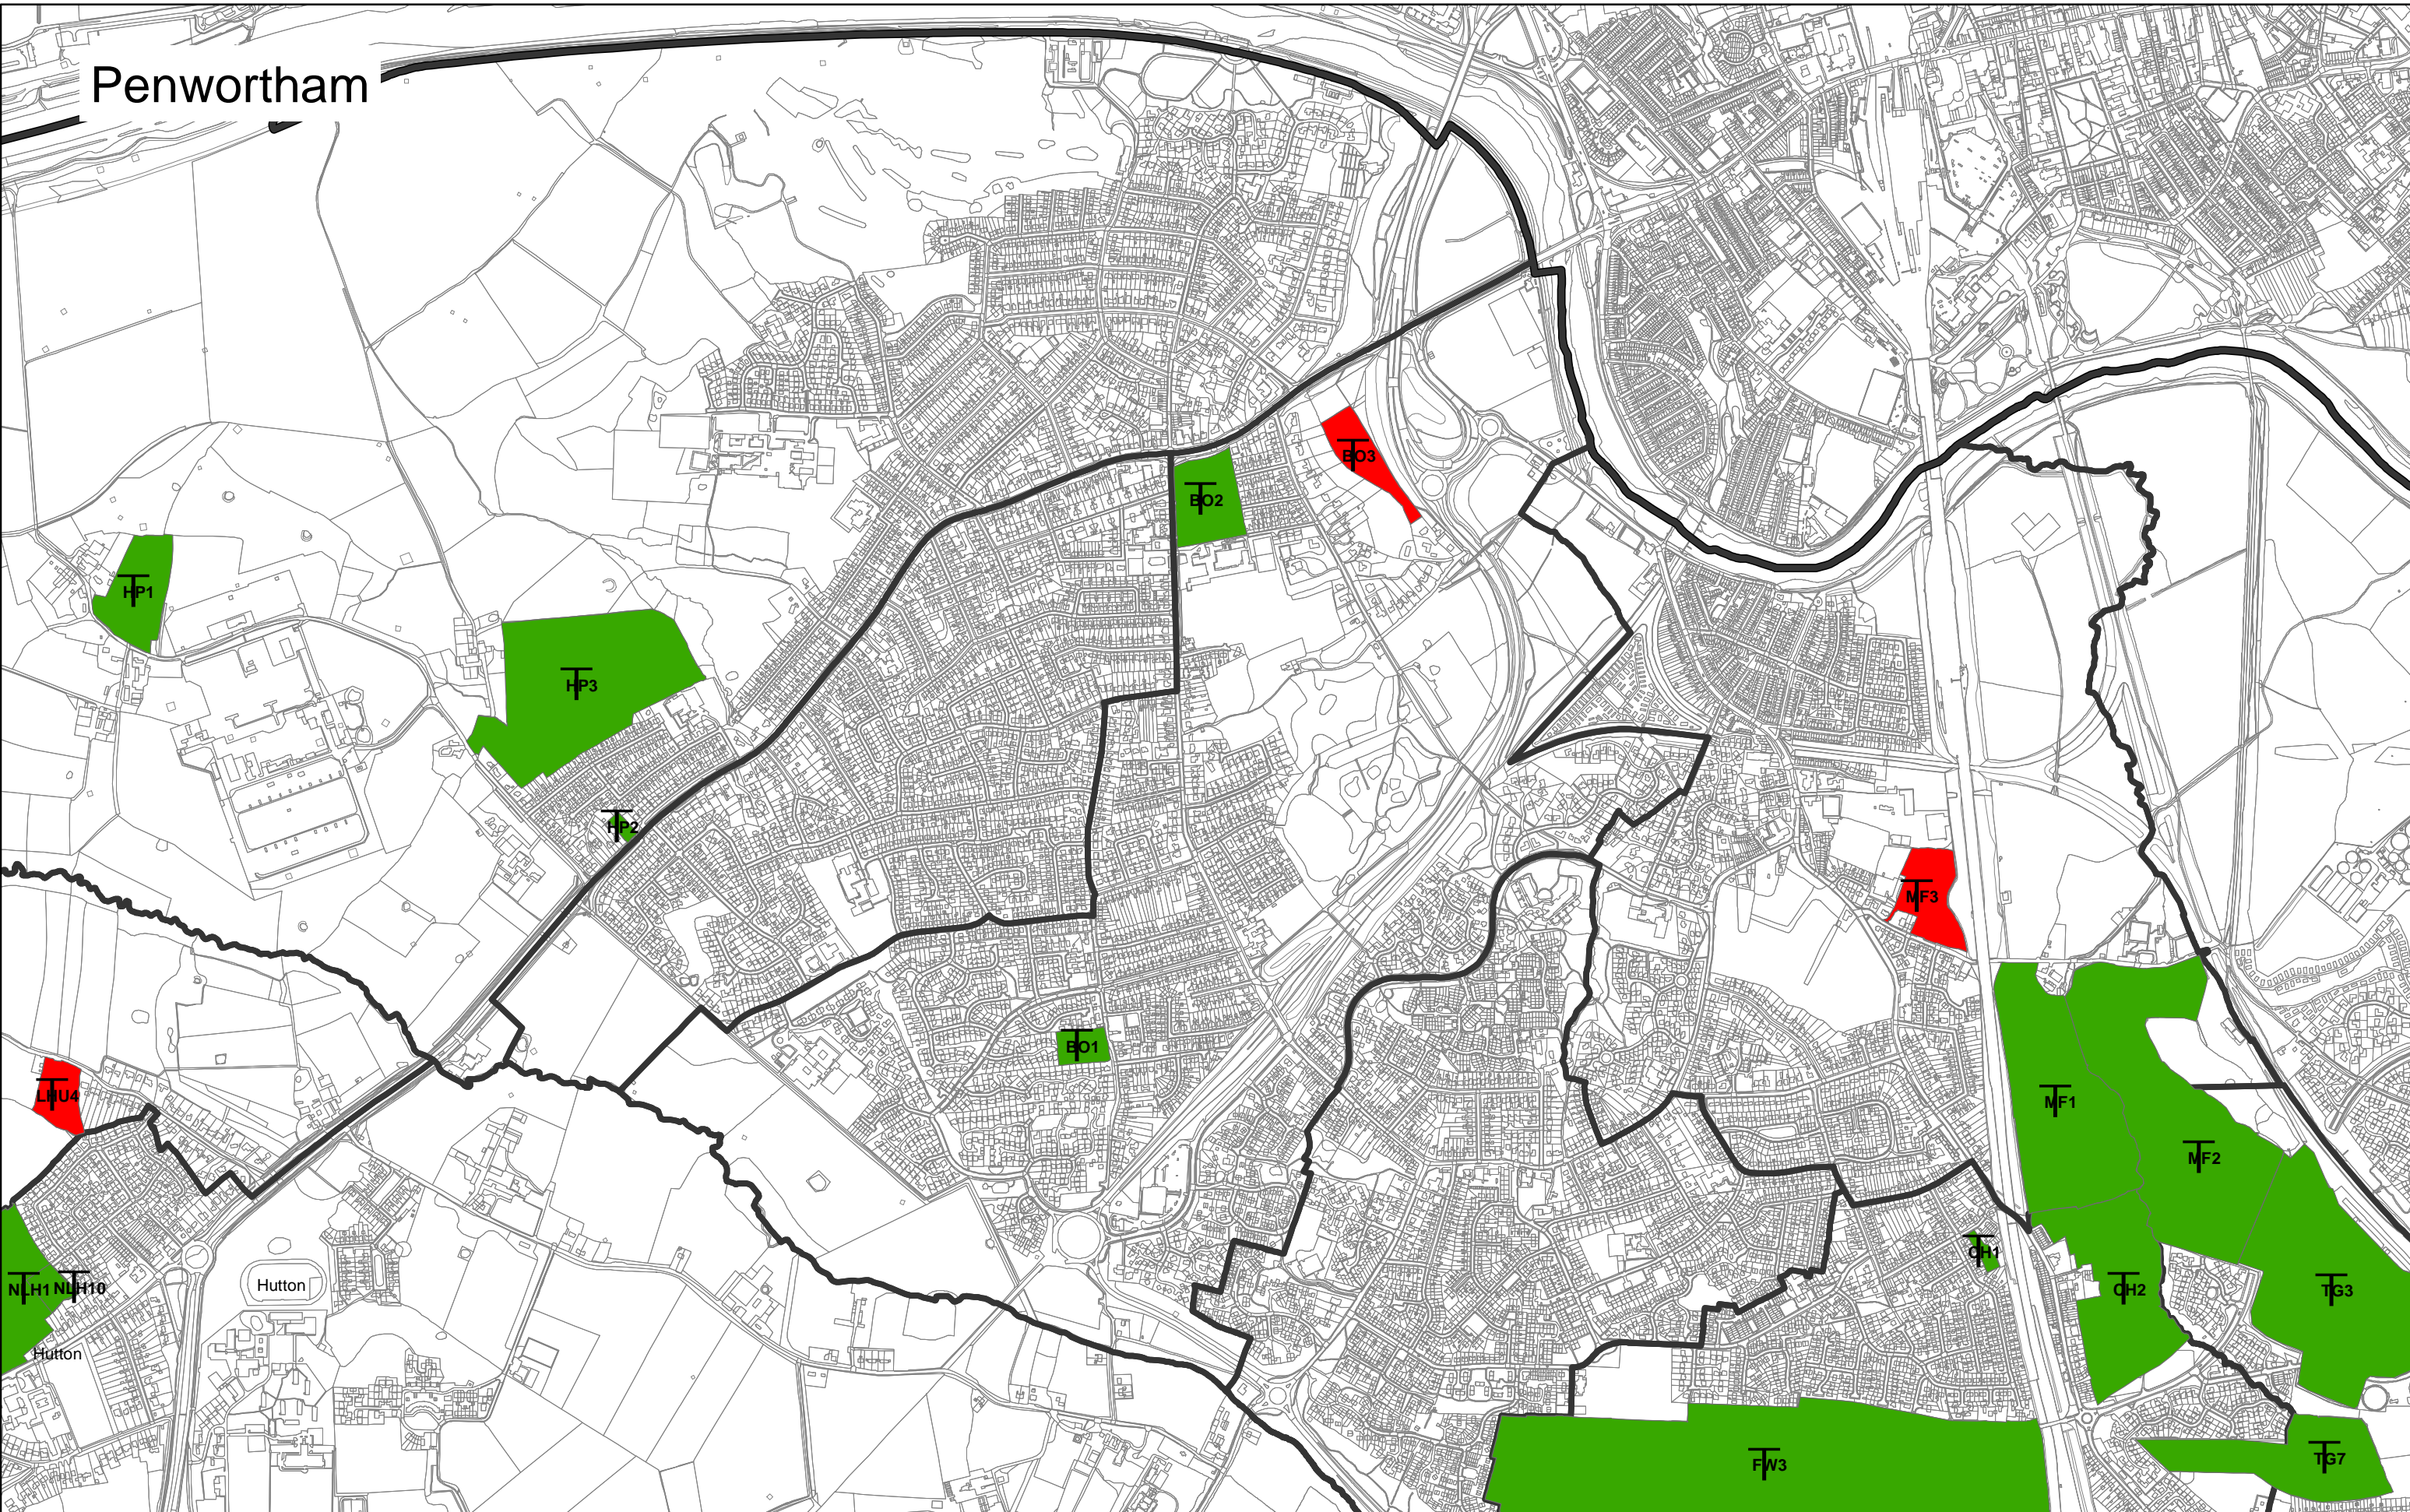 Penwortham
BO3
BO2
HP1
HP3
HP2
MF3
BO1
LHU4
MF1
MF2
CH1
NLH1
NLH10
Hutton
CH2
TG3
Hutton
FW3
TG7